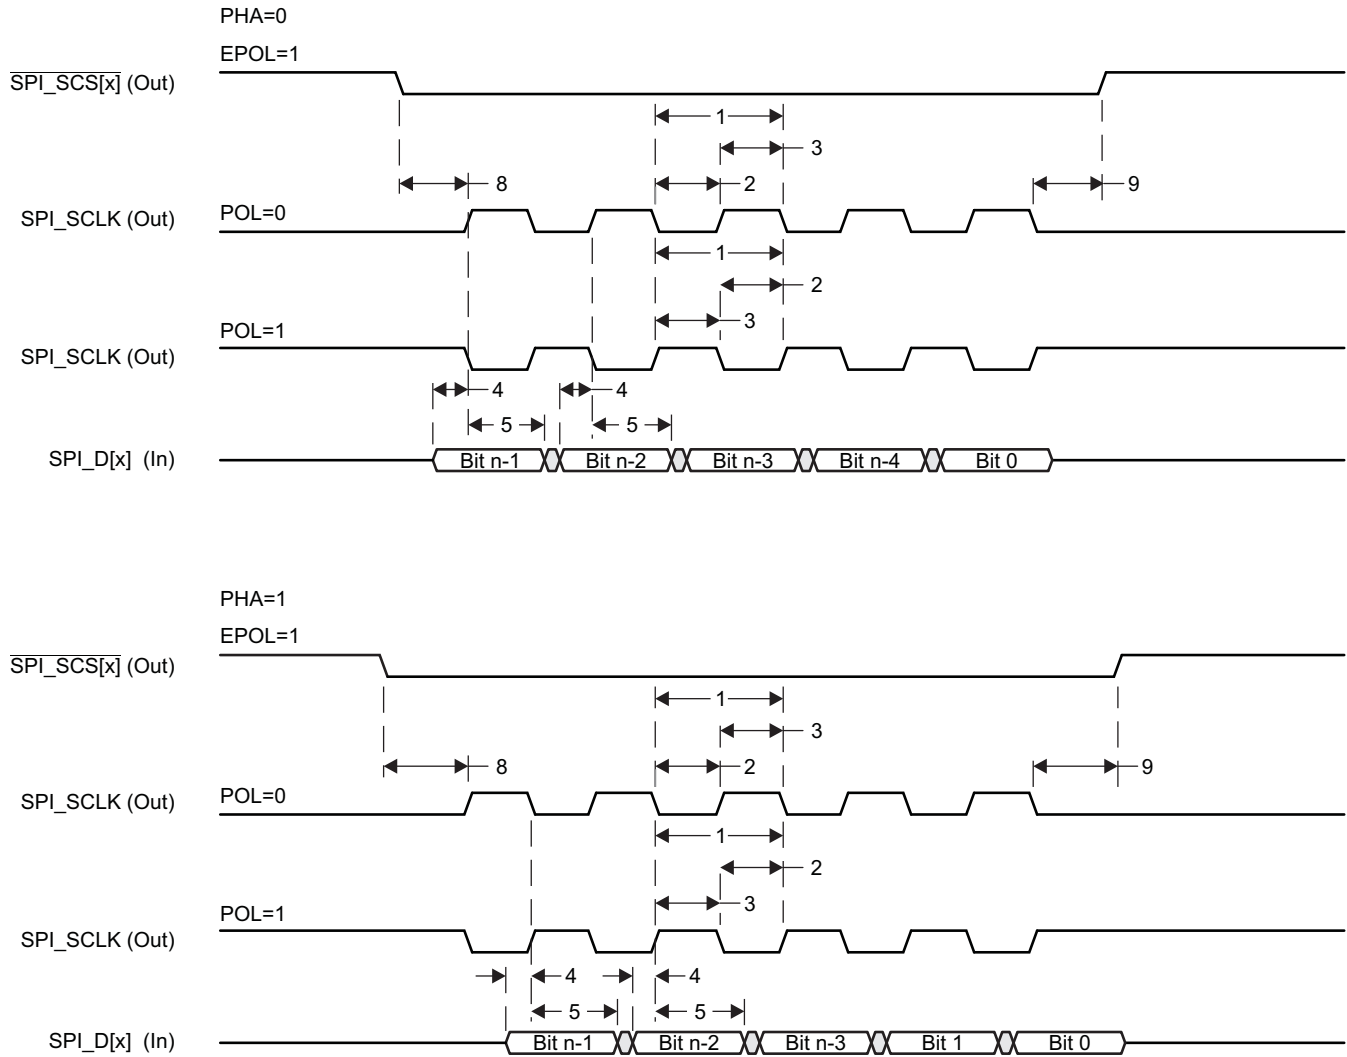 PHA=0
EPOL=1
SPI_SCS[x] (Out)
1
3
8
2
9
SPI_SCLK (Out)
POL=0
1
2
3
POL=1
SPI_SCLK (Out)
4
4
5
5
SPI_D[x] (In)
Bit n-1
Bit n-2
Bit n-3
Bit n-4
Bit 0
PHA=1
EPOL=1
SPI_SCS[x] (Out)
1
3
8
2
9
SPI_SCLK (Out)
POL=0
1
2
3
POL=1
SPI_SCLK (Out)
4
4
5
5
SPI_D[x] (In)
Bit n-1
Bit n-2
Bit n-3
Bit 1
Bit 0